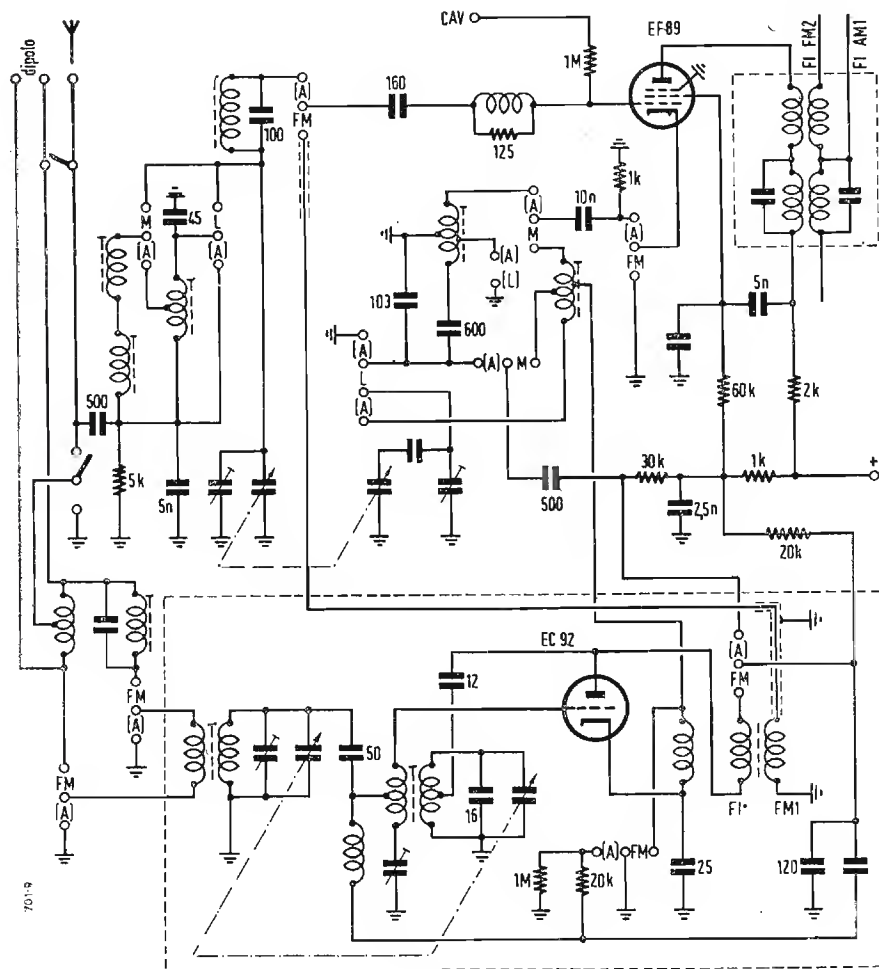 CAV
EF89
FI FM2
FI AM1
dipolo
(A)
FM
160
1M
100
125
M
45
L
(A)
(A)
1k
10n
(A)
M
(A)
(A)
FM
(L)
T
T
T
T
T
103
600
5n
(A)
L
(A)
(A)
M
60k
2k
500
5k
5n
500
30k
1k
+
2,5n
20k
EC 92
12
(A)
FM
FM
(A)
50
FM
(A)
16
FI
FM1
(A)
FM
1M
20k
25
120
701-9